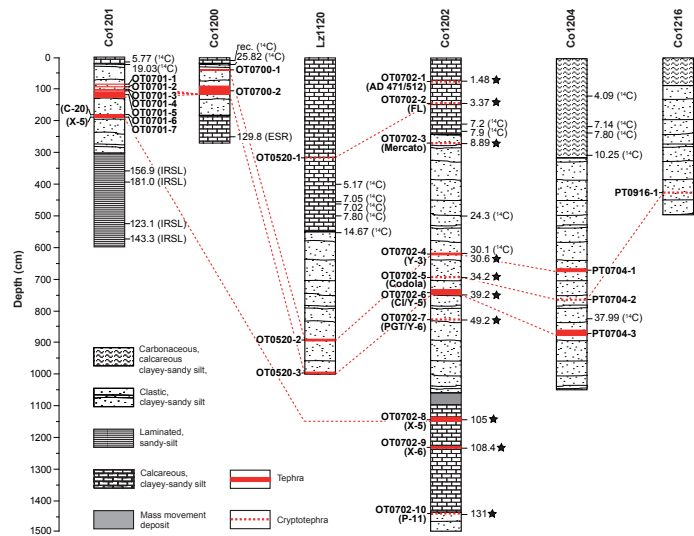 Co1201
Co1200
Lz1120
Co1202
Co1204
Co1216
Depth (cm)
0
100
200
300
400
500
600
700
800
900
1000
1100
1200
1300
1400
1500
5.77 (¹⁴C)
19.03(¹⁴C)
OT0701-1
OT0701-2
OT0701-3
OT0701-4
OT0701-5
OT0701-6
OT0701-7
(C-20)
(X-5)
156.9 (IRSL)
181.0 (IRSL)
123.1 (IRSL)
143.3 (IRSL)
rec. (¹⁴C)
25.82 (¹⁴C)
OT0700-1
OT0700-2
129.8 (ESR)
OT0520-1
5.17 (¹⁴C)
7.05 (¹⁴C)
7.02 (¹⁴C)
7.80 (¹⁴C)
14.67 (¹⁴C)
OT0520-2
OT0520-3
OT0702-1
(AD 471/512)
OT0702-2
(FL)
OT0702-3
(Mercato)
OT0702-4
(Y-3)
OT0702-5
(Codola)
OT0702-6
(CI/Y-5)
OT0702-7
(PGT/Y-6)
OT0702-8
(X-5)
OT0702-9
(X-6)
OT0702-10
(P-11)
1.48 ★
3.37 ★
7.2 (¹⁴C)
7.9 (¹⁴C)
8.89 ★
24.3 (¹⁴C)
30.1 (¹⁴C)
30.6 ★
34.2 ★
39.2 ★
49.2 ★
105 ★
108.4 ★
131 ★
4.09 (¹⁴C)
7.14 (¹⁴C)
7.80 (¹⁴C)
10.25 (¹⁴C)
PT0704-1
PT0704-2
37.99 (¹⁴C)
PT0704-3
PT0916-1
Carbonaceous,
calcareous
clayey-sandy silt,
Clastic,
clayey-sandy silt
Laminated,
sandy-silt
Calcareous,
clayey-sandy silt
Mass movement
deposit
Tephra
Cryptotephra